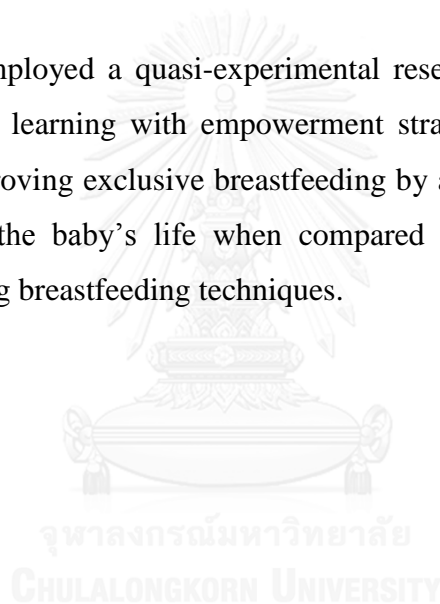 mployed a quasi-experimental rese
learning with empowerment stra
roving exclusive breastfeeding by a
the baby's life when compared
g breastfeeding techniques.
จุฬาลงกรณ์มหาวิทยาลัย
CHULALONGKORN UNIVERSITY